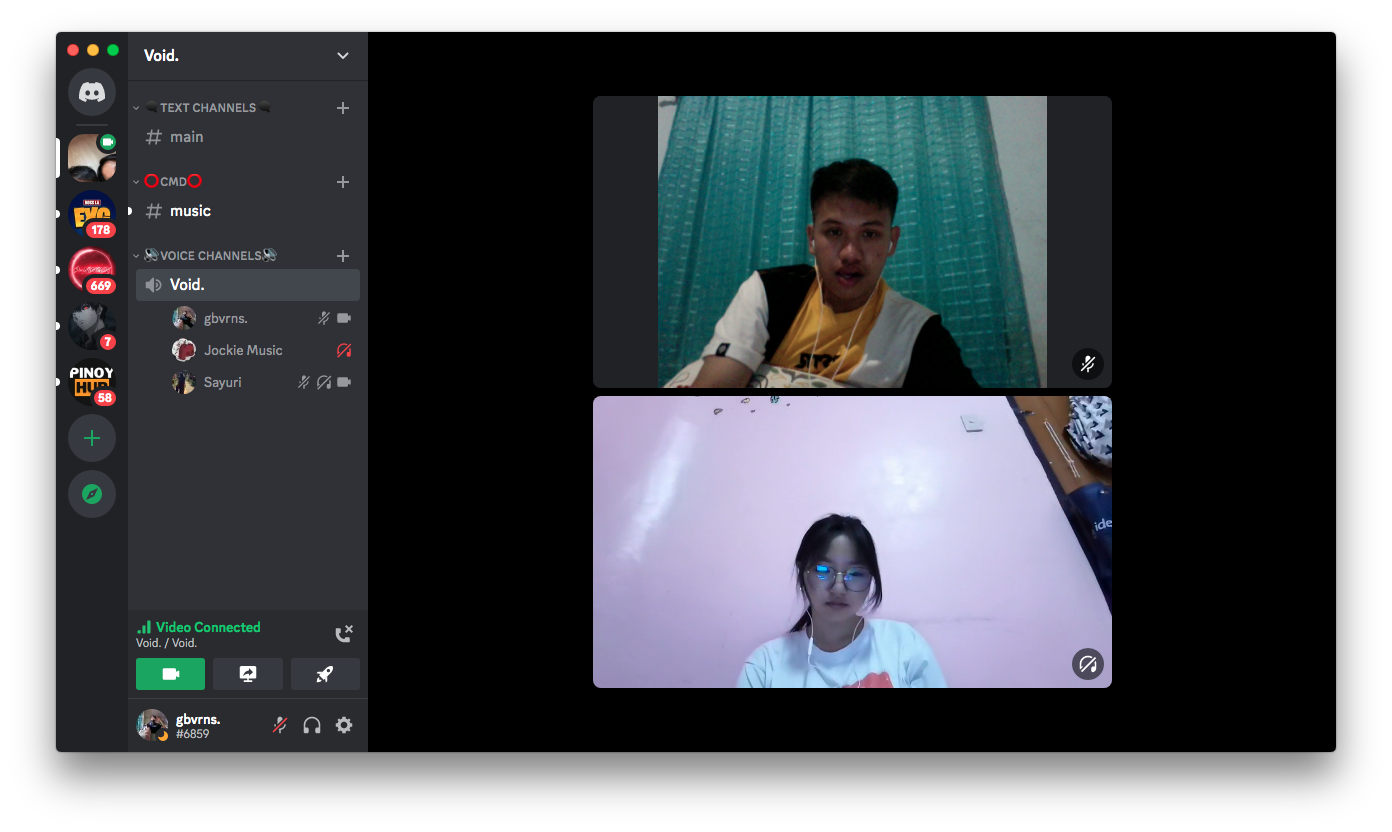 Void.
TEXT CHANNELS
# main
⭕CMD⭕
# music
VOICE CHANNELS
Void.
gbvrns.
Jockie Music
Sayuri
178
669
7
PINOY
HUB
58
Video Connected
Void. / Void.
gbvrns.
#6859
ide